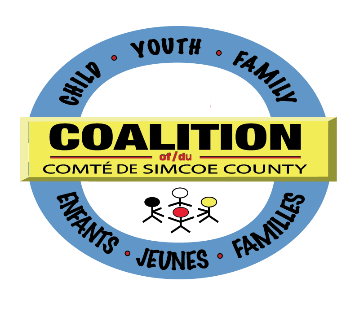 CHILD • YOUTH • FAMILY
COALITION
of/du
COMTÉ DE SIMCOE COUNTY
ENFANTS • JEUNES • FAMILLES